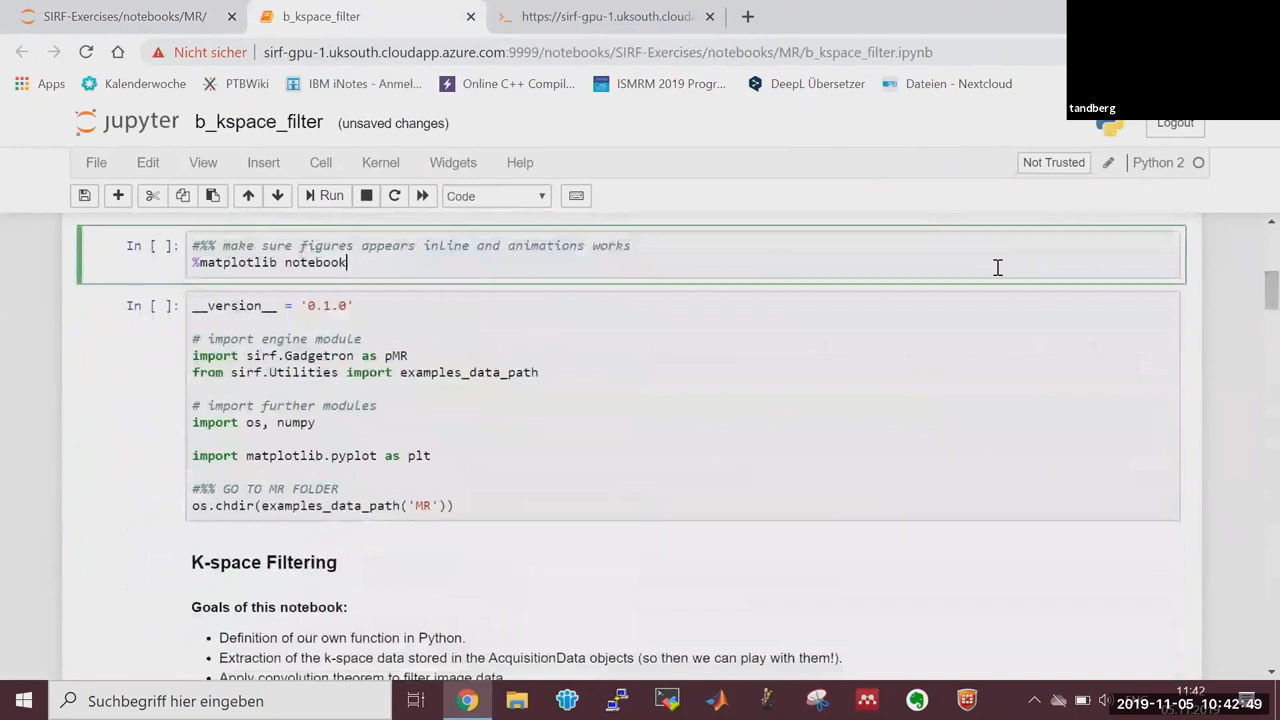 SIRF-Exercises/notebooks/MR/
b_kspace_filter
https://sirf-gpu-1.uksouth.cloud
Nicht sicher
sirf-gpu-1.uksouth.cloudapp.azure.com:9999/notebooks/SIRF-Exercises/notebooks/MR/b_kspace_filter.ipynb
Apps
Kalenderwoche
PTBWiki
IBM iNotes - Anmel...
Online C++ Compil...
ISMRM 2019 Progr...
DeepL Übersetzer
Dateien - Nextcloud
tandberg
jupyter b_kspace_filter (unsaved changes)
Logout
File Edit View Insert Cell Kernel Widgets Help
Not Trusted
Python 2
Run
Code
In [ ]:
#%% make sure figures appears inline and animations works
%matplotlib notebook
In [ ]:
__version__ = '0.1.0'
# import engine module
import sirf.Gadgetron as pMR
from sirf.Utilities import examples_data_path
# import further modules
import os, numpy
import matplotlib.pyplot as plt
#%% GO TO MR FOLDER
os.chdir(examples_data_path('MR'))
K-space Filtering
Goals of this notebook:
• Definition of our own function in Python.
• Extraction of the k-space data stored in the AcquisitionData objects (so then we can play with them!).
• Apply convolution theorem to filter image data
Suchbegriff hier eingeben
ENG
11:42
2019-11-05 10:42:49